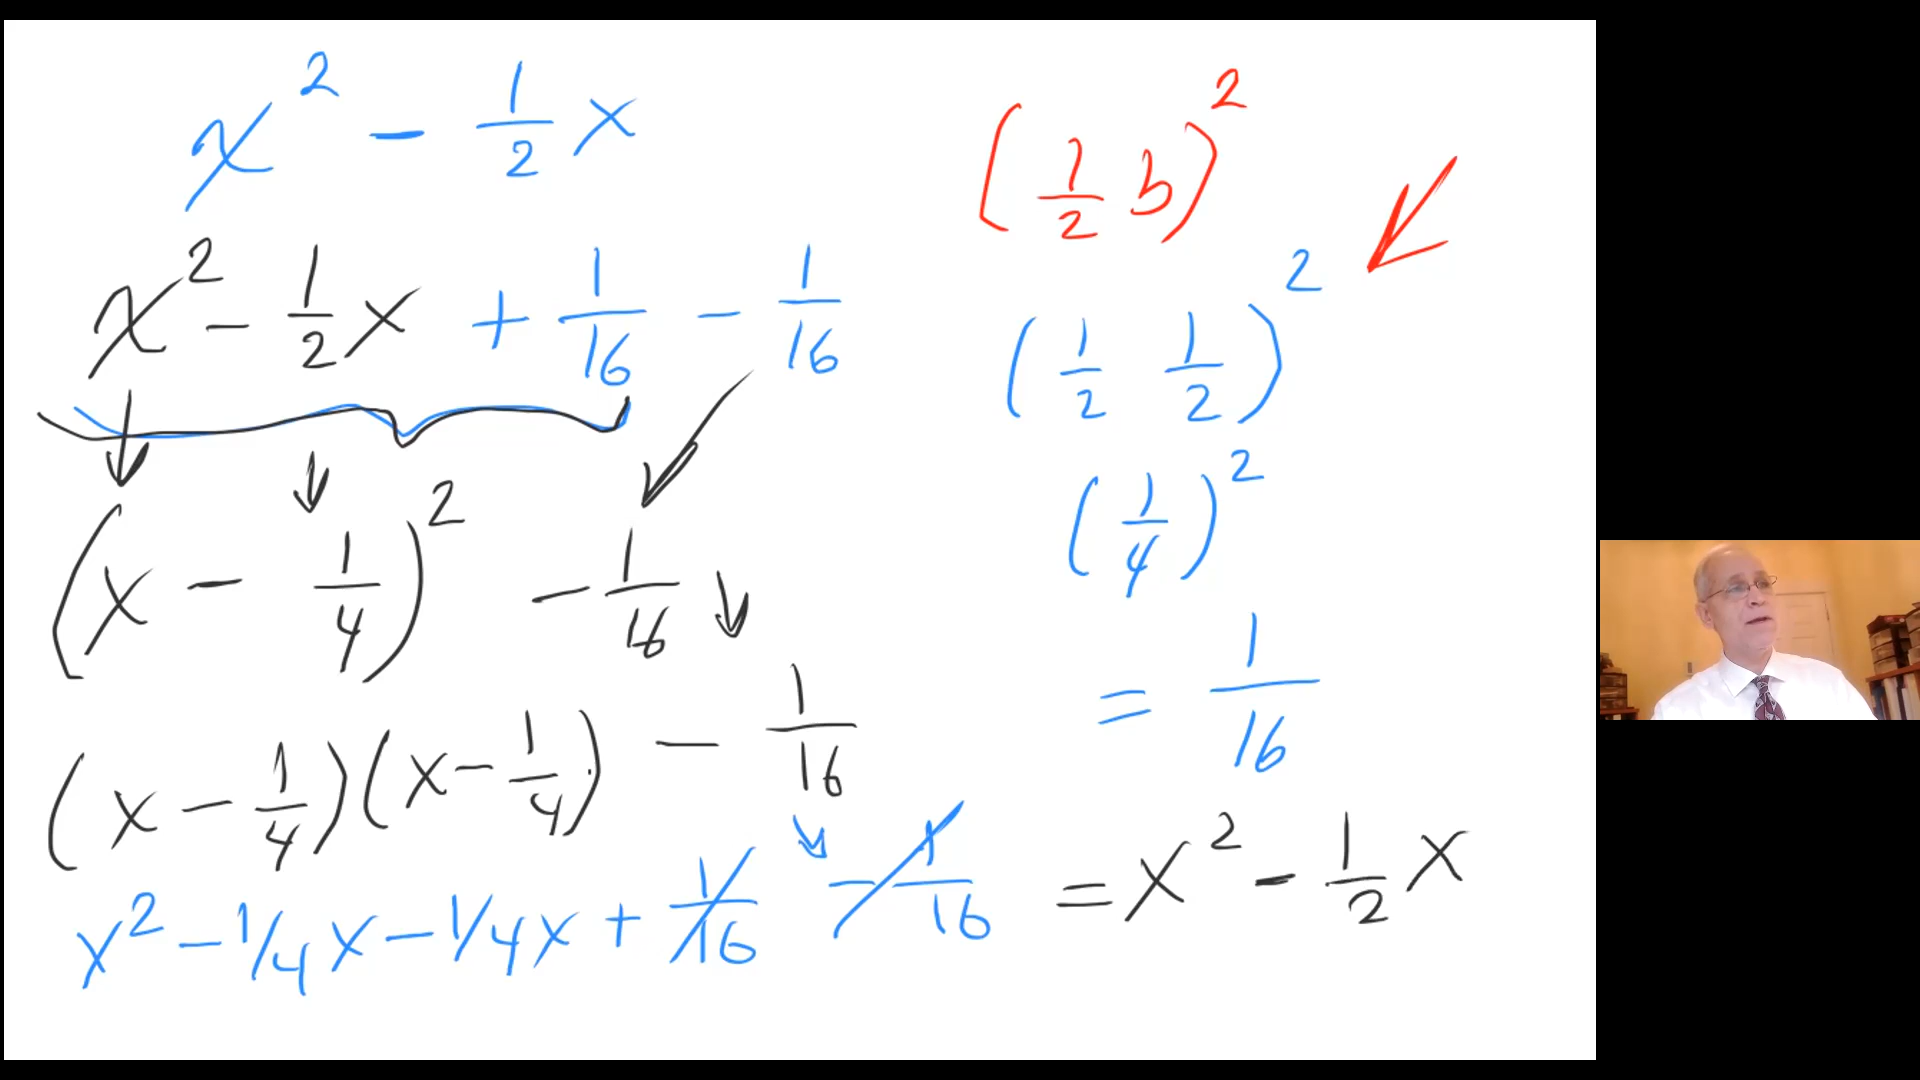 x² - 1/2 x
x² - 1/2 x + 1/16 - 1/16
(x - 1/4)² - 1/16
(x - 1/4)(x - 1/4) - 1/16
x² - 1/4x - 1/4x + 1/16 - 1/16 = x² - 1/2 x
(1/2 b)²
(1/2 1/2)²
(1/4)²
= 1/16